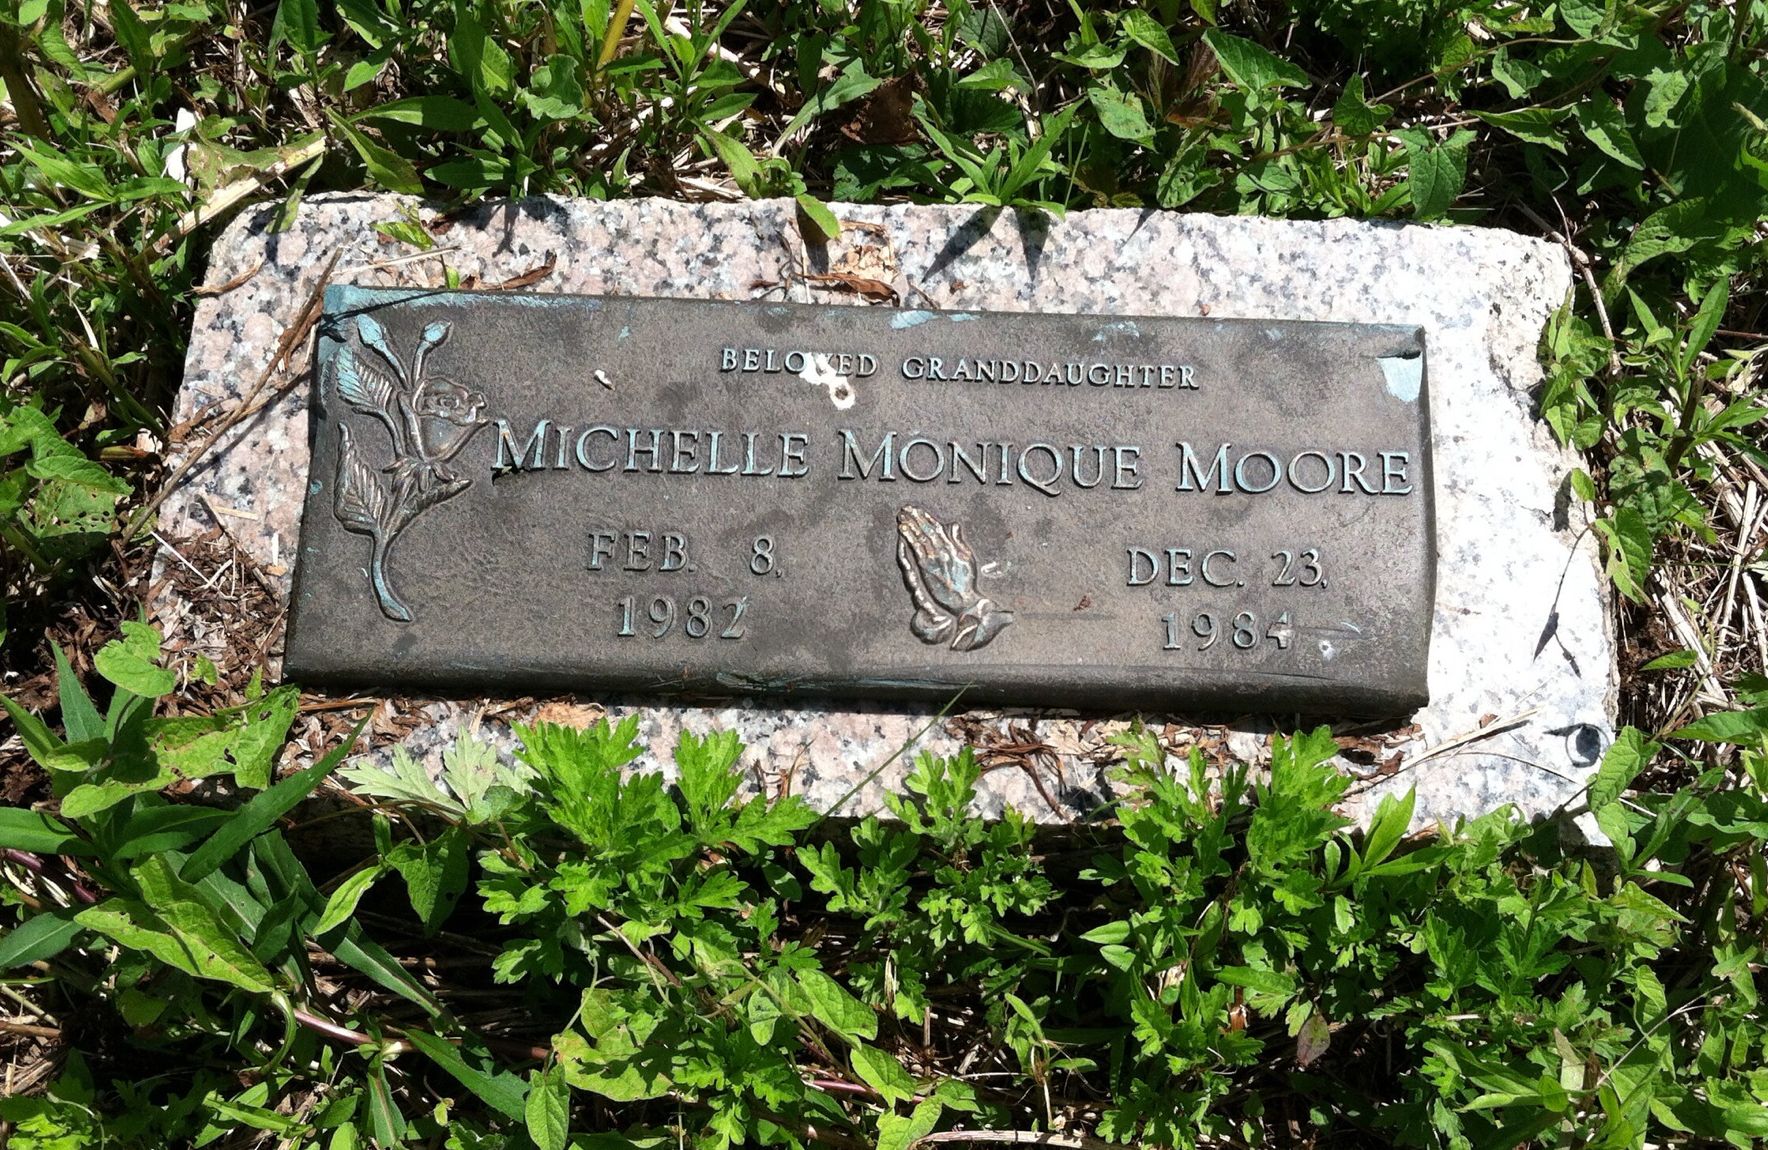 BELOVED GRANDDAUGHTER
MICHELLE MONIQUE MOORE
FEB. 8, DEC. 23,
1982 1984